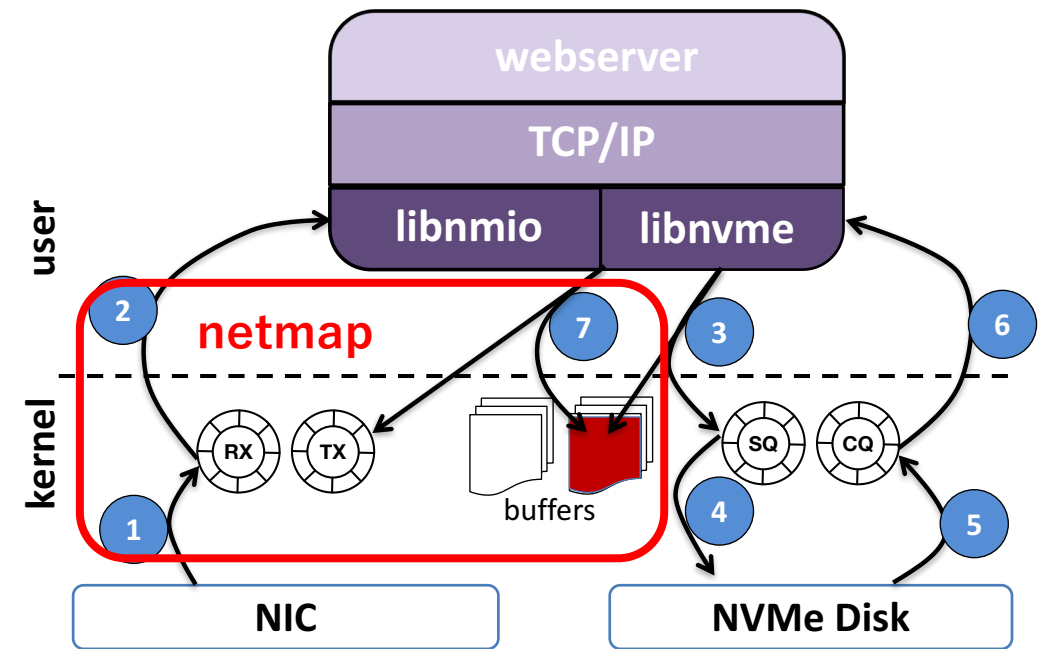 webserver
TCP/IP
libnmio
libnvme
user
2
netmap
7
3
6
kernel
RX
TX
SQ
CQ
buffers
1
4
5
NIC
NVMe Disk